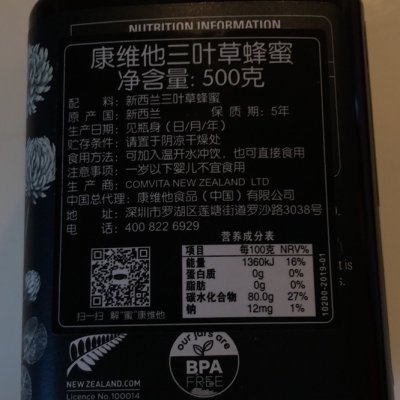 NUTRITION INFORMATION
康维他三叶草蜂蜜
净含量: 500克
配 料: 新西兰三叶草蜂蜜
原 产 国: 新西兰 保 质 期: 5年
生产日期: 见瓶身 (日/月/年)
贮存条件: 请置于阴凉干燥处
食用方法: 可加入温开水冲饮, 也可直接食用
注意事项: 一岁以下婴儿不宜食用
生 产 商: COMVITA NEW ZEALAND LTD
中国总代理: 康维他食品 (中国) 有限公司
地 址: 深圳市罗湖区莲塘街道罗沙路3038号
电 话: 400 822 6929
营养成分表
项目 每100克 NRV%
能量 1360kJ 16%
蛋白质 0g 0%
脂肪 0g 0%
碳水化合物 80.0g 27%
钠 12mg 1%
扫一扫 解"蜜"康维他
10200-2019-01
NEW ZEALAND.COM
Licence No.100014
our jars are
BPA
FREE